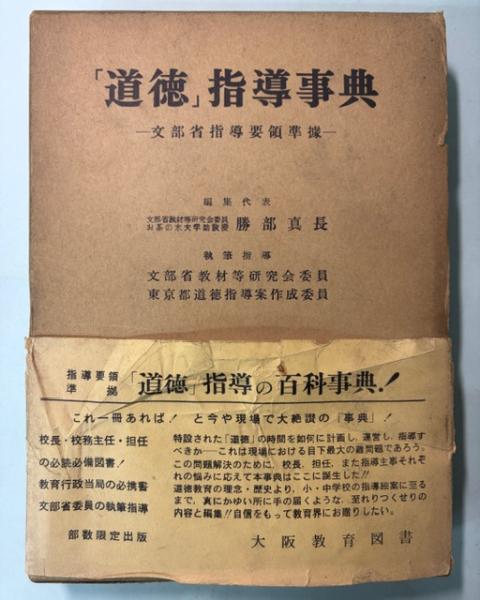 「道徳」指導事典
—文部省指導要領準據—
編集代表
文部省教材等研究会委員
お茶の水大学助教授
勝部真長
執筆指導
文部省教材等研究会委員
東京都道徳指導案作成委員
指導要領
準拠
「道徳」指導の百科事典!
これ一冊あれば! と今や現場で大絶讃の「事典」!
校長・校務主任・担任
の必読必備図書!
教育行政当局の必携書
文部省委員の執筆指導
部数限定出版
特設された「道徳」の時間を如何に計画し、運営し、指導す
べきか——これは現場における目下最大の難問題であろう。
この問題解決のために、校長、担任、また指導主事それぞ
れの悩みに応えて本事典はここに誕生した!!
道徳教育の理念・歴史より、小・中学校の指導絵案に至る
まで、真にかゆい所に手の届くような、至れりつくせりの
内容と編集!!自信をもって教育界にお贈りしたい。
大阪教育図書